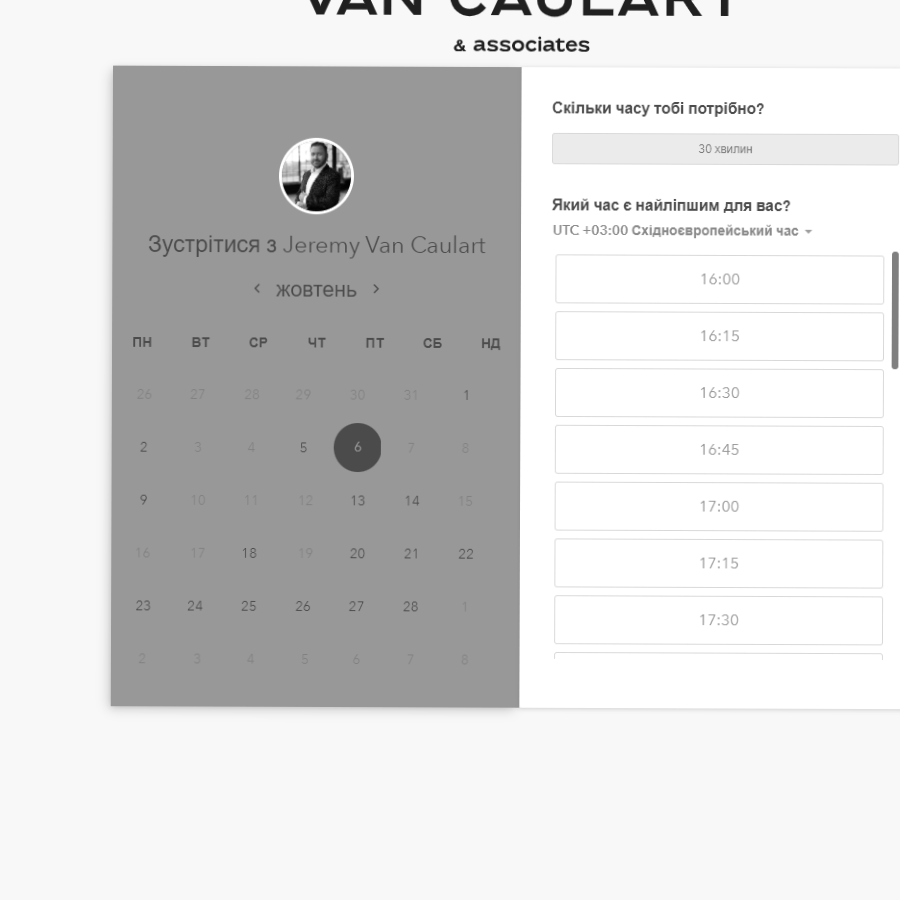 VAN CAULART
& associates
Зустрітися з Jeremy Van Caulart
жовтень
ПН ВТ СР ЧТ ПТ СБ НД
26 27 28 29 30 31 1
2 3 4 5 6 7 8
9 10 11 12 13 14 15
16 17 18 19 20 21 22
23 24 25 26 27 28 1
2 3 4 5 6 7 8
Скільки часу тобі потрібно?
30 хвилин
Який час є найліпшим для вас?
UTC +03:00 Східноєвропейський час
16:00
16:15
16:30
16:45
17:00
17:15
17:30